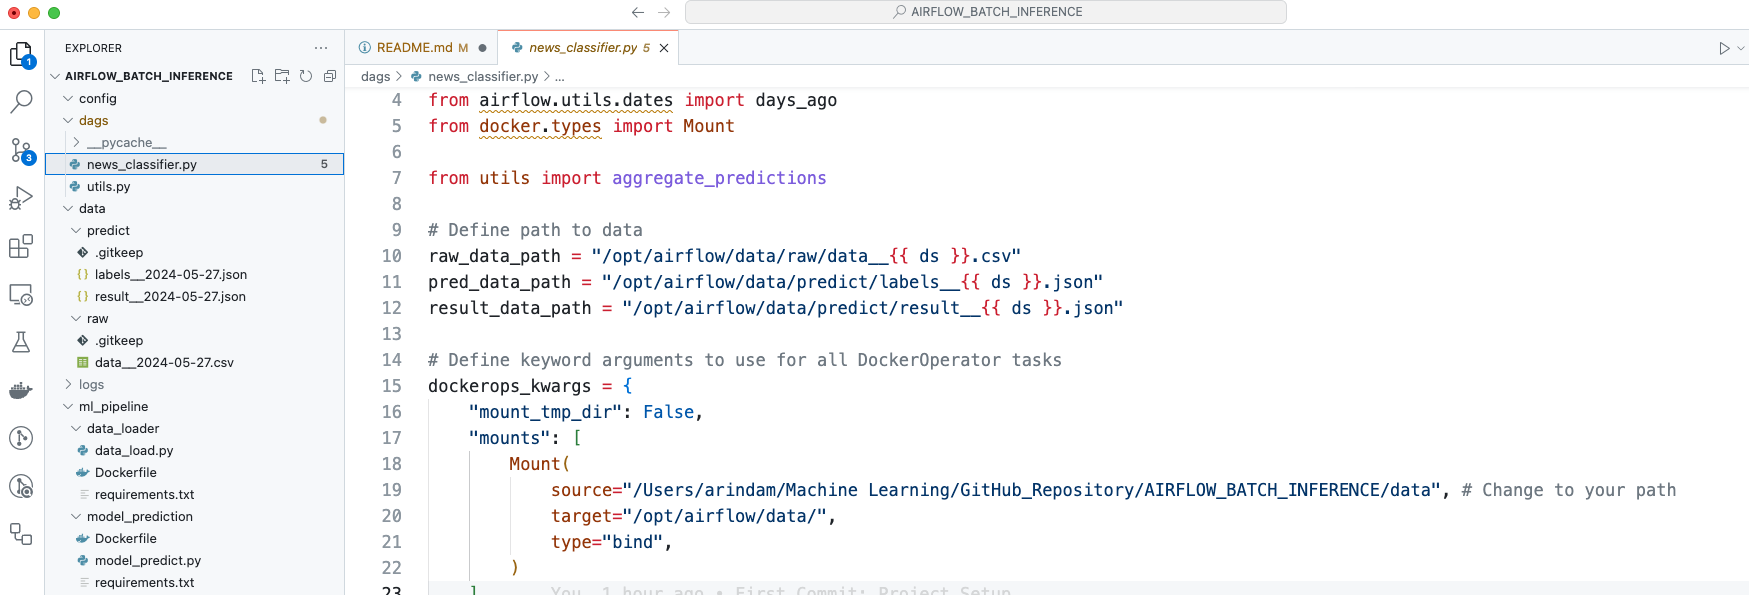 AIRFLOW_BATCH_INFERENCE
EXPLORER ...
AIRFLOW_BATCH_INFERENCE
config
dags
__pycache__
news_classifier.py 5
utils.py
data
predict
.gitkeep
labels__2024-05-27.json
result__2024-05-27.json
raw
.gitkeep
data__2024-05-27.csv
logs
ml_pipeline
data_loader
data_load.py
Dockerfile
requirements.txt
model_prediction
Dockerfile
model_predict.py
requirements.txt
1
3
README.md M
news_classifier.py 5
dags > news_classifier.py > ...
4 from airflow.utils.dates import days_ago
5 from docker.types import Mount
6
7 from utils import aggregate_predictions
8
9 # Define path to data
10 raw_data_path = "/opt/airflow/data/raw/data__{{ ds }}.csv"
11 pred_data_path = "/opt/airflow/data/predict/labels__{{ ds }}.json"
12 result_data_path = "/opt/airflow/data/predict/result__{{ ds }}.json"
13
14 # Define keyword arguments to use for all DockerOperator tasks
15 dockerops_kwargs = {
16 "mount_tmp_dir": False,
17 "mounts": [
18 Mount(
19 source="/Users/arindam/Machine Learning/GitHub_Repository/AIRFLOW_BATCH_INFERENCE/data", # Change to your path
20 target="/opt/airflow/data/",
21 type="bind",
22 )
23 ] You, 1 hour ago • First Commit: Project Setup